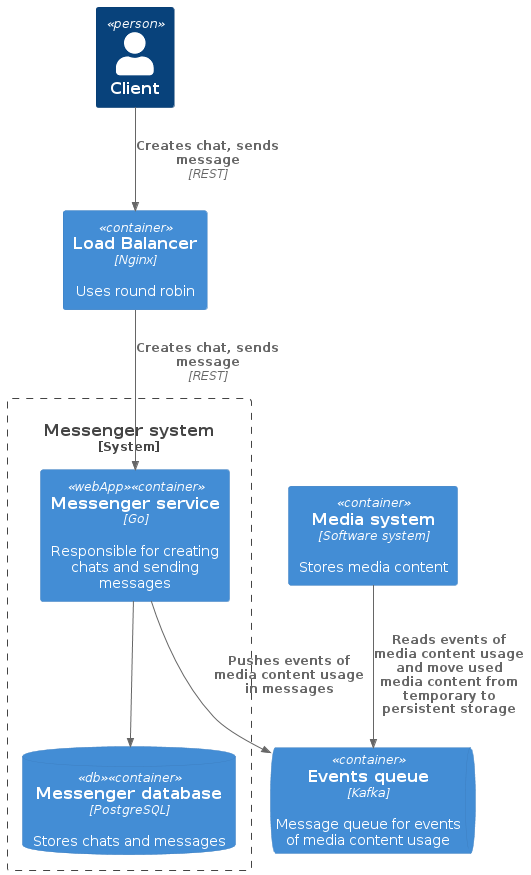 «person»
Client
Creates chat, sends
message
[REST]
«container»
Load Balancer
[Nginx]
Uses round robin
Creates chat, sends
message
[REST]
Messenger system
[System]
«webApp»«container»
Messenger service
[Go]
Responsible for creating
chats and sending
messages
«container»
Media system
[Software system]
Stores media content
Pushes events of
media content usage
in messages
Reads events of
media content usage
and move used
media content from
temporary to
persistent storage
«db»«container»
Messenger database
[PostgreSQL]
Stores chats and messages
«container»
Events queue
[Kafka]
Message queue for events
of media content usage